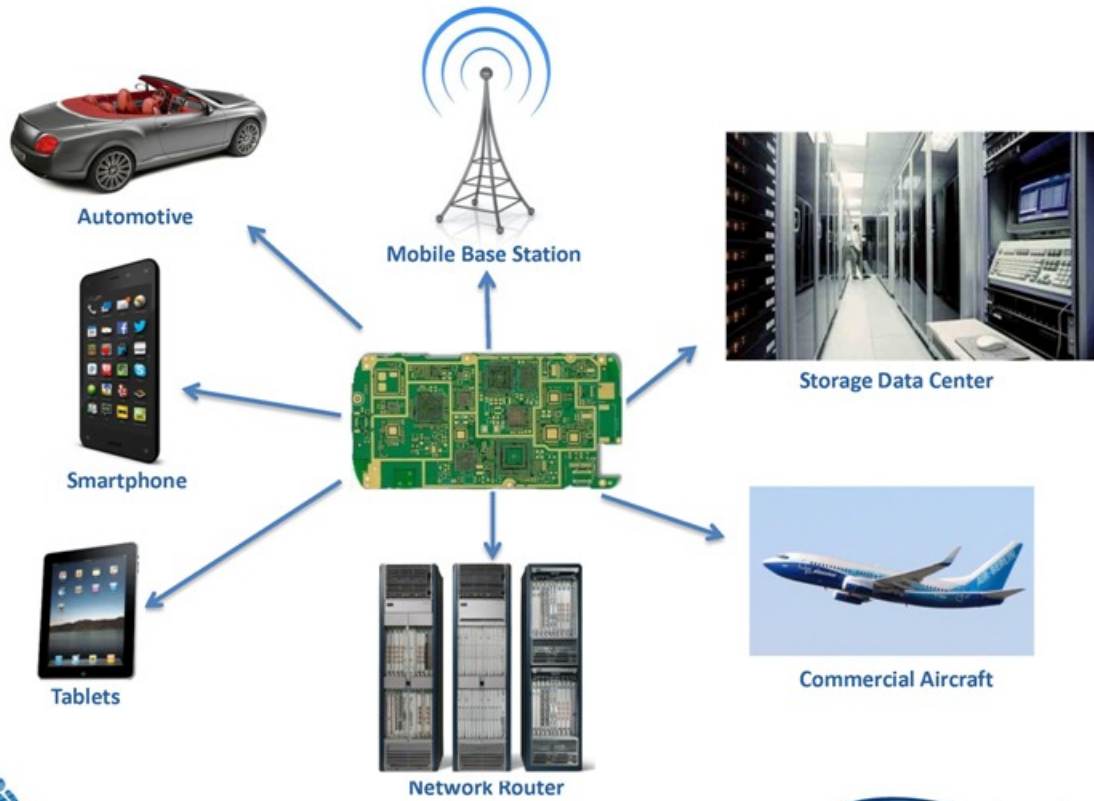 Automotive
Mobile Base Station
Storage Data Center
Smartphone
Commercial Aircraft
Tablets
Network Router